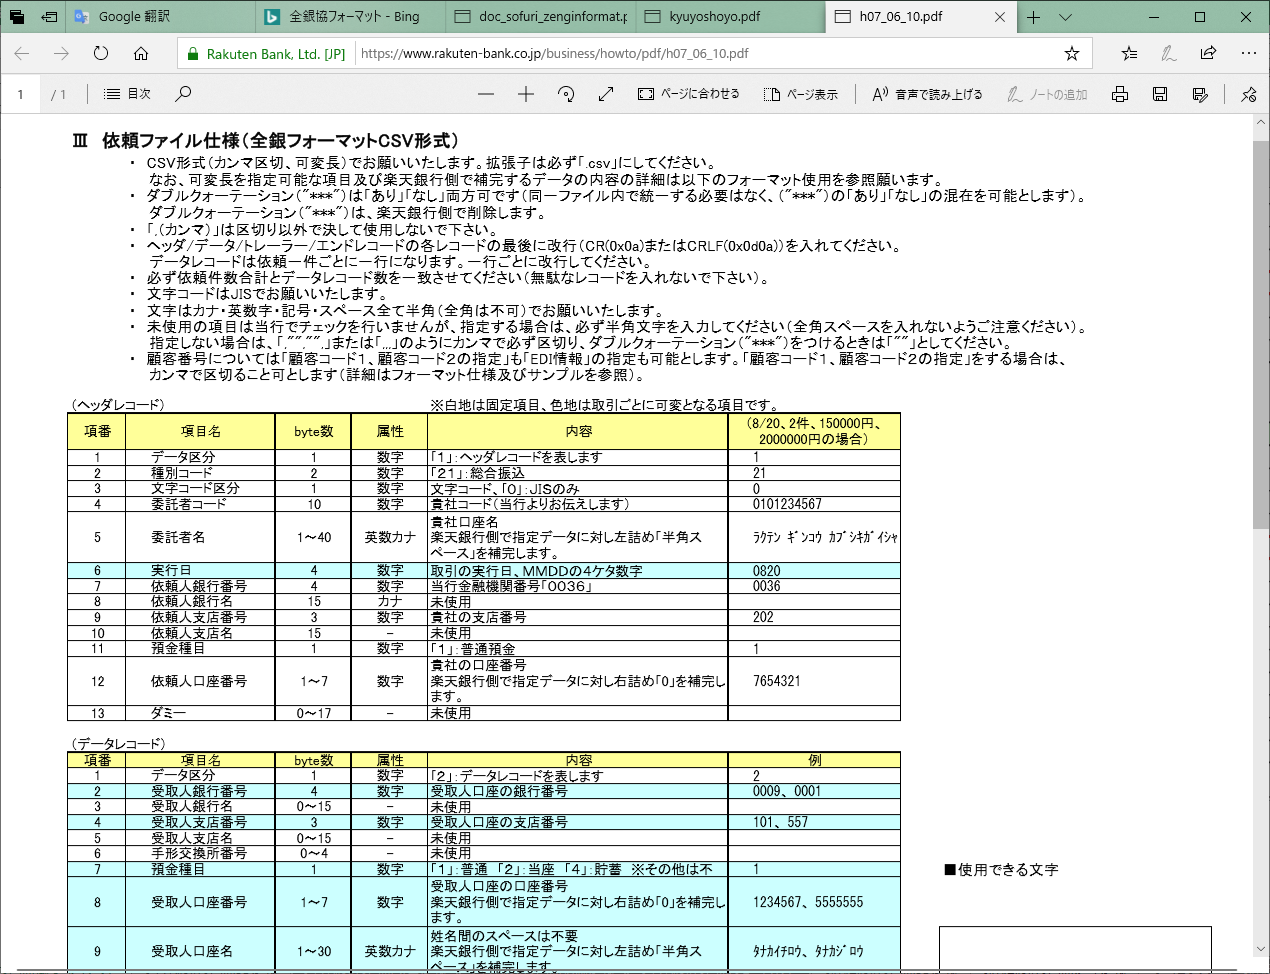 Google 翻訳
全銀協フォーマット - Bing
doc_sofuri_zenginformat.p
kyuyoshoyo.pdf
h07_06_10.pdf
Rakuten Bank, Ltd. [JP]
https://www.rakuten-bank.co.jp/business/howto/pdf/h07_06_10.pdf
1 / 1 目次 ページに合わせる ページ表示 音声で読み上げる ノートの追加
Ⅲ 依頼ファイル仕様(全銀フォーマットCSV形式)
・ CSV形式(カンマ区切、可変長)でお願いいたします。拡張子は必ず「.csv」にしてください。
なお、可変長を指定可能な項目及び楽天銀行側で補完するデータの内容の詳細は以下のフォーマット使用を参照願います。
・ ダブルクォーテーション("***")は「あり」「なし」両方可です(同一ファイル内で統一する必要はなく、("***")の「あり」「なし」の混在を可能とします)。
ダブルクォーテーション("***")は、楽天銀行側で削除します。
・ 「,(カンマ)」は区切り以外で決して使用しないで下さい。
・ ヘッダ/データ/トレーラー/エンドレコードの各レコードの最後に改行(CR(0x0a)またはCRLF(0x0d0a))を入れてください。
データレコードは依頼一件ごとに一行になります。一行ごとに改行してください。
・ 必ず依頼件数合計とデータレコード数を一致させてください(無駄なレコードを入れないで下さい)。
・ 文字コードはJISでお願いいたします。
・ 文字はカナ・英数字・記号・スペース全て半角(全角は不可)でお願いいたします。
・ 未使用の項目は当行でチェックを行いませんが、指定する場合は、必ず半角文字を入力してください(全角スペースを入れないようご注意ください)。
指定しない場合は、「,"","",」または「,,,」のようにカンマで必ず区切り、ダブルクォーテーション("***")をつけるときは「""」としてください。
・ 顧客番号については「顧客コード1、顧客コード2の指定」も「EDI情報」の指定も可能とします。「顧客コード1、顧客コード2の指定」をする場合は、
カンマで区切ること可とします(詳細はフォーマット仕様及びサンプルを参照)。
(ヘッダレコード) ※白地は固定項目、色地は取引ごとに可変となる項目です。
項番 項目名 byte数 属性 内容 (8/20、2件、150000円、
2000000円の場合)
1 データ区分 1 数字 「1」:ヘッダレコードを表します 1
2 種別コード 2 数字 「21」:総合振込 21
3 文字コード区分 1 数字 文字コード、「0」:JISのみ 0
4 委託者コード 10 数字 貴社コード(当行よりお伝えします) 0101234567
5 委託者名 1~40 英数カナ 貴社口座名
楽天銀行側で指定データに対し左詰め「半角ス
ペース」を補完します。
ﾗｸﾃﾝ ｷﾞﾝｺｳ ｶﾌﾞｼｷｶﾞｲｼｬ
6 実行日 4 数字 取引の実行日、MMDDの4ケタ数字 0820
7 依頼人銀行番号 4 数字 当行金融機関番号「0036」 0036
8 依頼人銀行名 15 カナ 未使用
9 依頼人支店番号 3 数字 貴社の支店番号 202
10 依頼人支店名 15 - 未使用
11 預金種目 1 数字 「1」:普通預金 1
12 依頼人口座番号 1~7 数字 貴社の口座番号
楽天銀行側で指定データに対し右詰め「0」を補完し
ます。
7654321
13 ダミー 0~17 - 未使用
(データレコード)
項番 項目名 byte数 属性 内容 例
1 データ区分 1 数字 「2」:データレコードを表します 2
2 受取人銀行番号 4 数字 受取人口座の銀行番号 0009、0001
3 受取人銀行名 0~15 - 未使用
4 受取人支店番号 3 数字 受取人口座の支店番号 101、557
5 受取人支店名 0~15 - 未使用
6 手形交換所番号 0~4 - 未使用
7 預金種目 1 数字 「1」:普通 「2」:当座 「4」:貯蓄 ※その他は不 1
8 受取人口座番号 1~7 数字 受取人口座の口座番号
楽天銀行側で指定データに対し右詰め「0」を補完し
ます。
1234567、5555555
9 受取人口座名 1~30 英数カナ 姓名間のスペースは不要
楽天銀行側で指定データに対し左詰め「半角ス
ペース」を補完します。
ﾀﾅｶｲﾁﾛｳ、ﾀﾅｶｼﾞﾛｳ
■使用できる文字